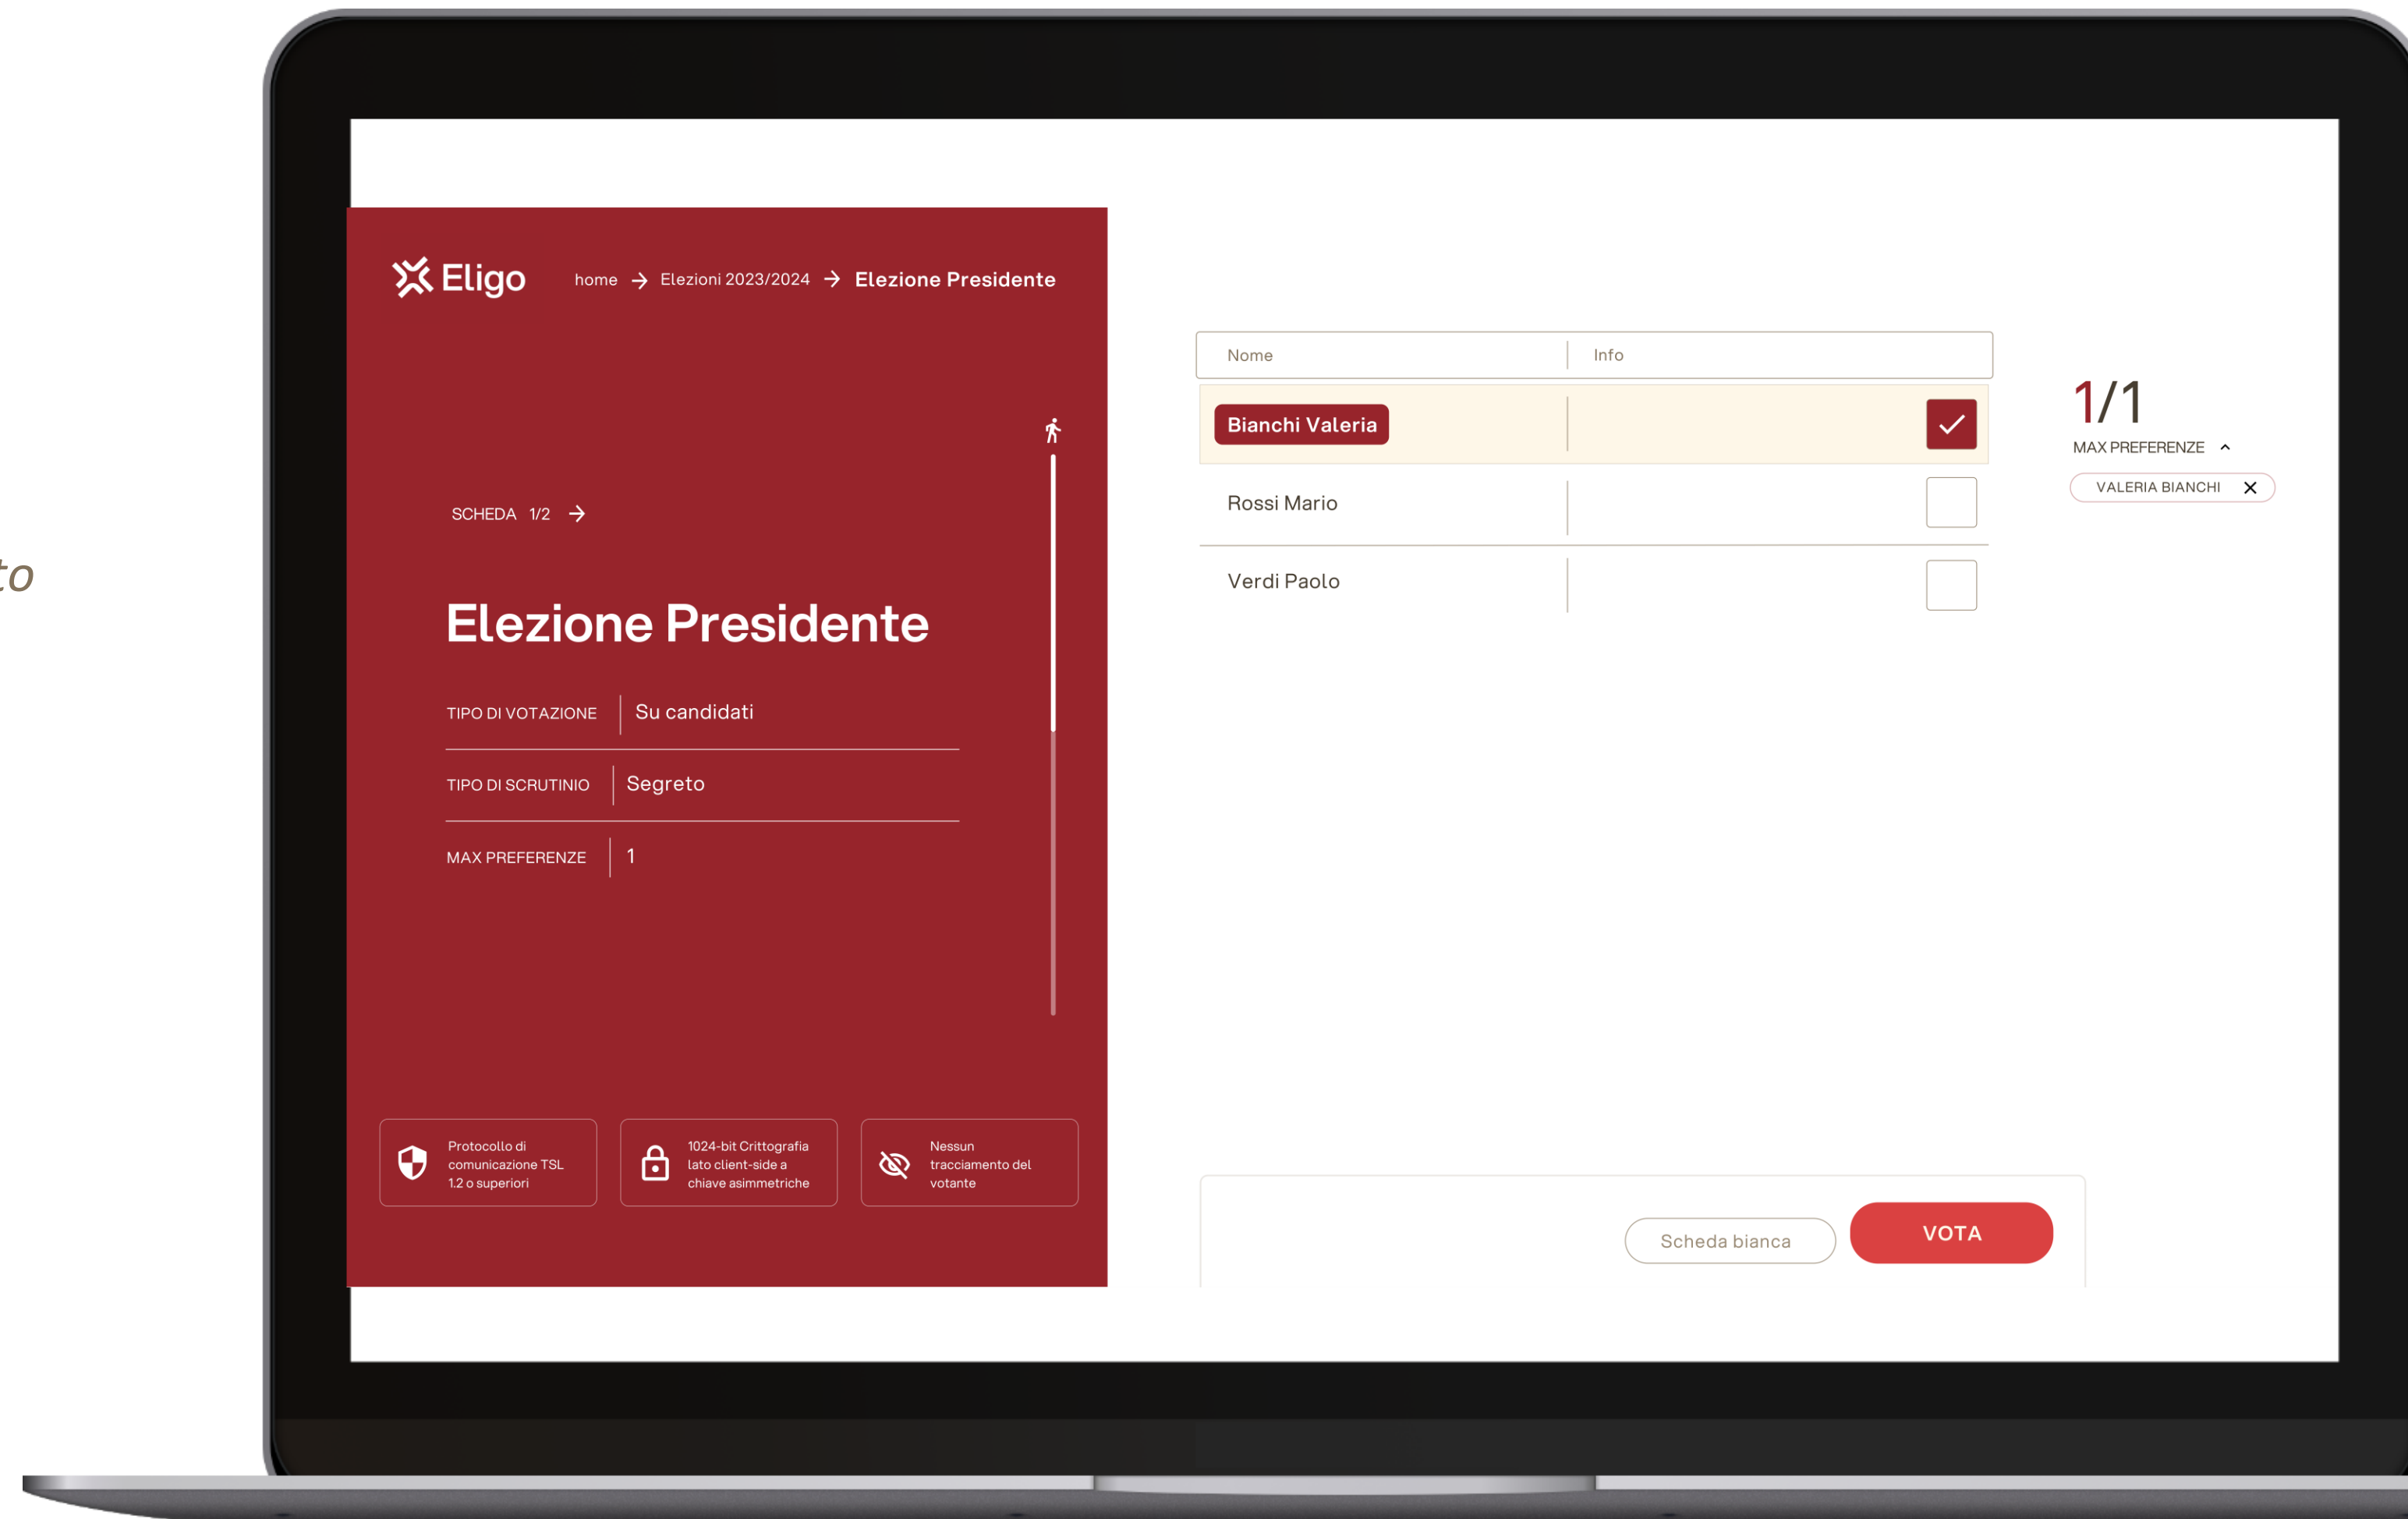 Eligo
home → Elezioni 2023/2024 → Elezione Presidente
SCHEDA 1/2 →
Elezione Presidente
TIPO DI VOTAZIONE Su candidati
TIPO DI SCRUTINIO Segreto
MAX PREFERENZE 1
Protocollo di
comunicazione TSL
1.2 o superiori
1024-bit Crittografia
lato client-side a
chiave asimmetriche
Nessun
tracciamento del
votante
Nome Info
Bianchi Valeria
Rossi Mario
Verdi Paolo
1/1
MAX PREFERENZE
VALERIA BIANCHI
Scheda bianca
VOTA